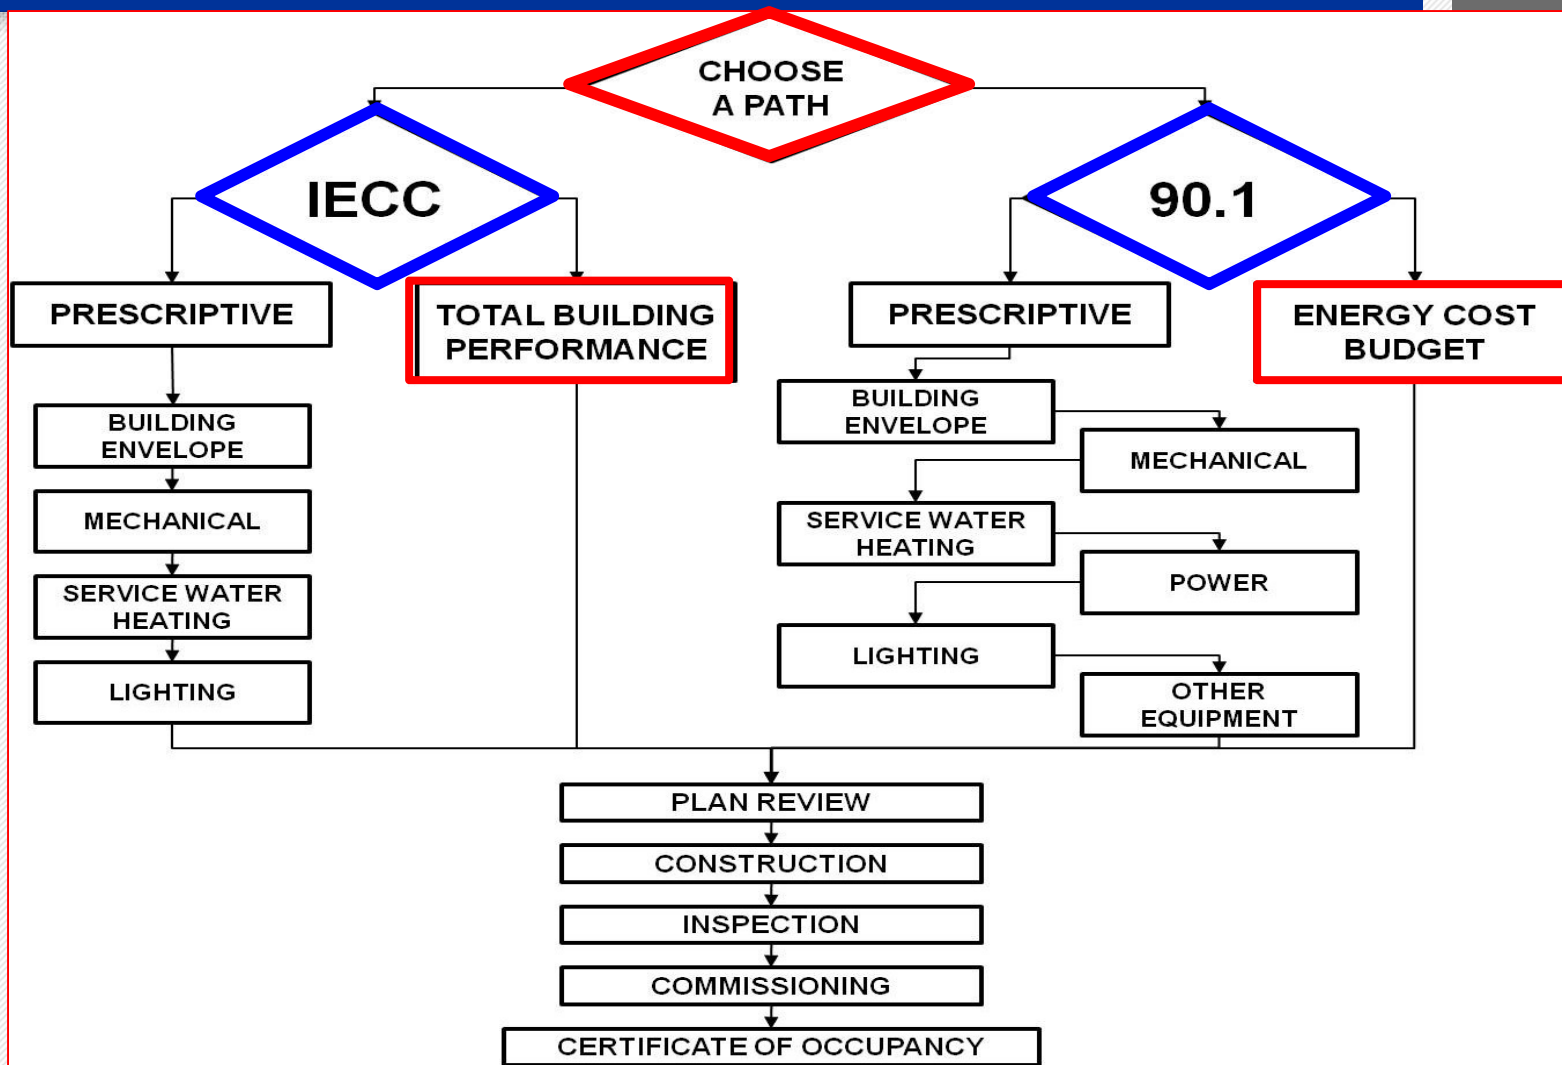 CHOOSE
A PATH
IECC
90.1
PRESCRIPTIVE
TOTAL BUILDING
PERFORMANCE
PRESCRIPTIVE
ENERGY COST
BUDGET
BUILDING
ENVELOPE
MECHANICAL
SERVICE WATER
HEATING
LIGHTING
BUILDING
ENVELOPE
MECHANICAL
SERVICE WATER
HEATING
POWER
LIGHTING
OTHER
EQUIPMENT
PLAN REVIEW
CONSTRUCTION
INSPECTION
COMMISSIONING
CERTIFICATE OF OCCUPANCY